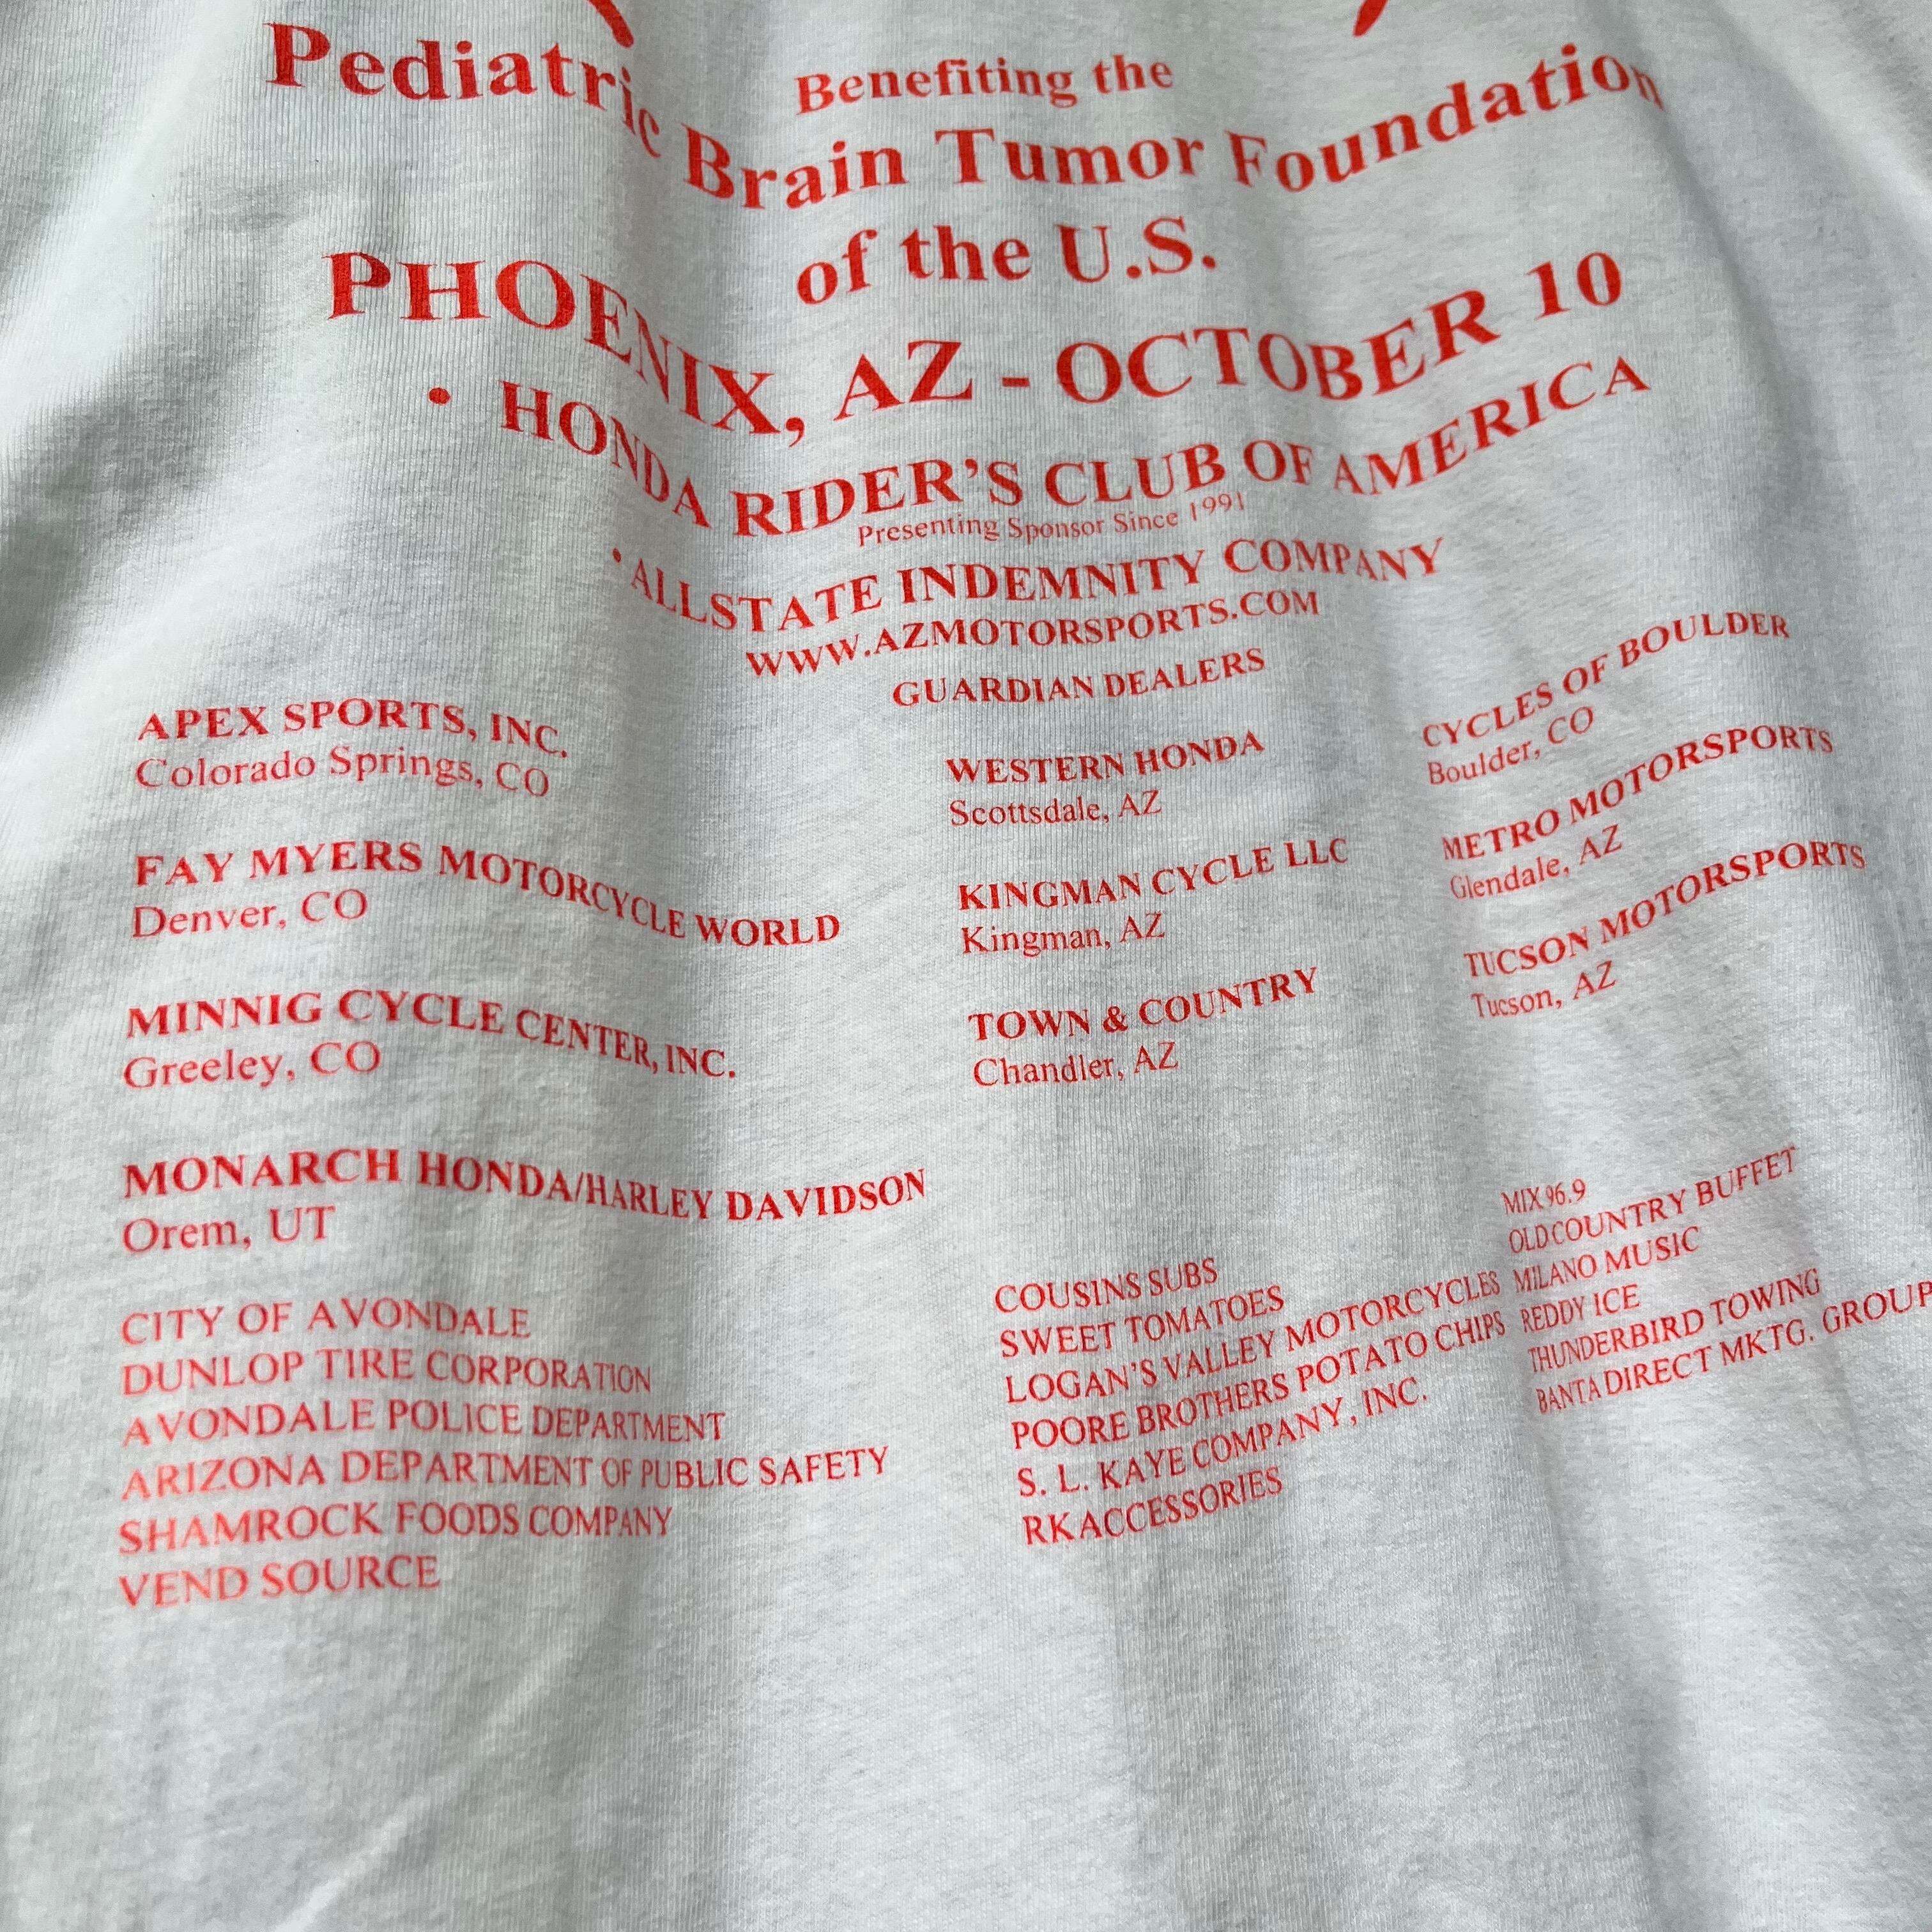 Benefiting the
Pediatric Brain Tumor Foundation
of the U.S.
PHOENIX, AZ - OCTOBER 10
• HONDA RIDER'S CLUB OF AMERICA
Presenting Sponsor Since 1991
• ALLSTATE INDEMNITY COMPANY
WWW.AZMOTORSPORTS.COM
GUARDIAN DEALERS
APEX SPORTS, INC.
Colorado Springs, CO
FAY MYERS MOTORCYCLE WORLD
Denver, CO
MINNIG CYCLE CENTER, INC.
Greeley, CO
MONARCH HONDA/HARLEY DAVIDSON
Orem, UT
WESTERN HONDA
Scottsdale, AZ
KINGMAN CYCLE LLC
Kingman, AZ
TOWN & COUNTRY
Chandler, AZ
CYCLES OF BOULDER
Boulder, CO
METRO MOTORSPORTS
Glendale, AZ
TUCSON MOTORSPORTS
Tucson, AZ
CITY OF AVONDALE
DUNLOP TIRE CORPORATION
AVONDALE POLICE DEPARTMENT
ARIZONA DEPARTMENT OF PUBLIC SAFETY
SHAMROCK FOODS COMPANY
VEND SOURCE
COUSINS SUBS
SWEET TOMATOES
LOGAN'S VALLEY MOTORCYCLES
POORE BROTHERS POTATO CHIPS
S. L. KAYE COMPANY, INC.
RK ACCESSORIES
MIX 96.9
OLD COUNTRY BUFFET
MILANO MUSIC
REDDY ICE
THUNDERBIRD TOWING
BANTA DIRECT MKTG. GROUP